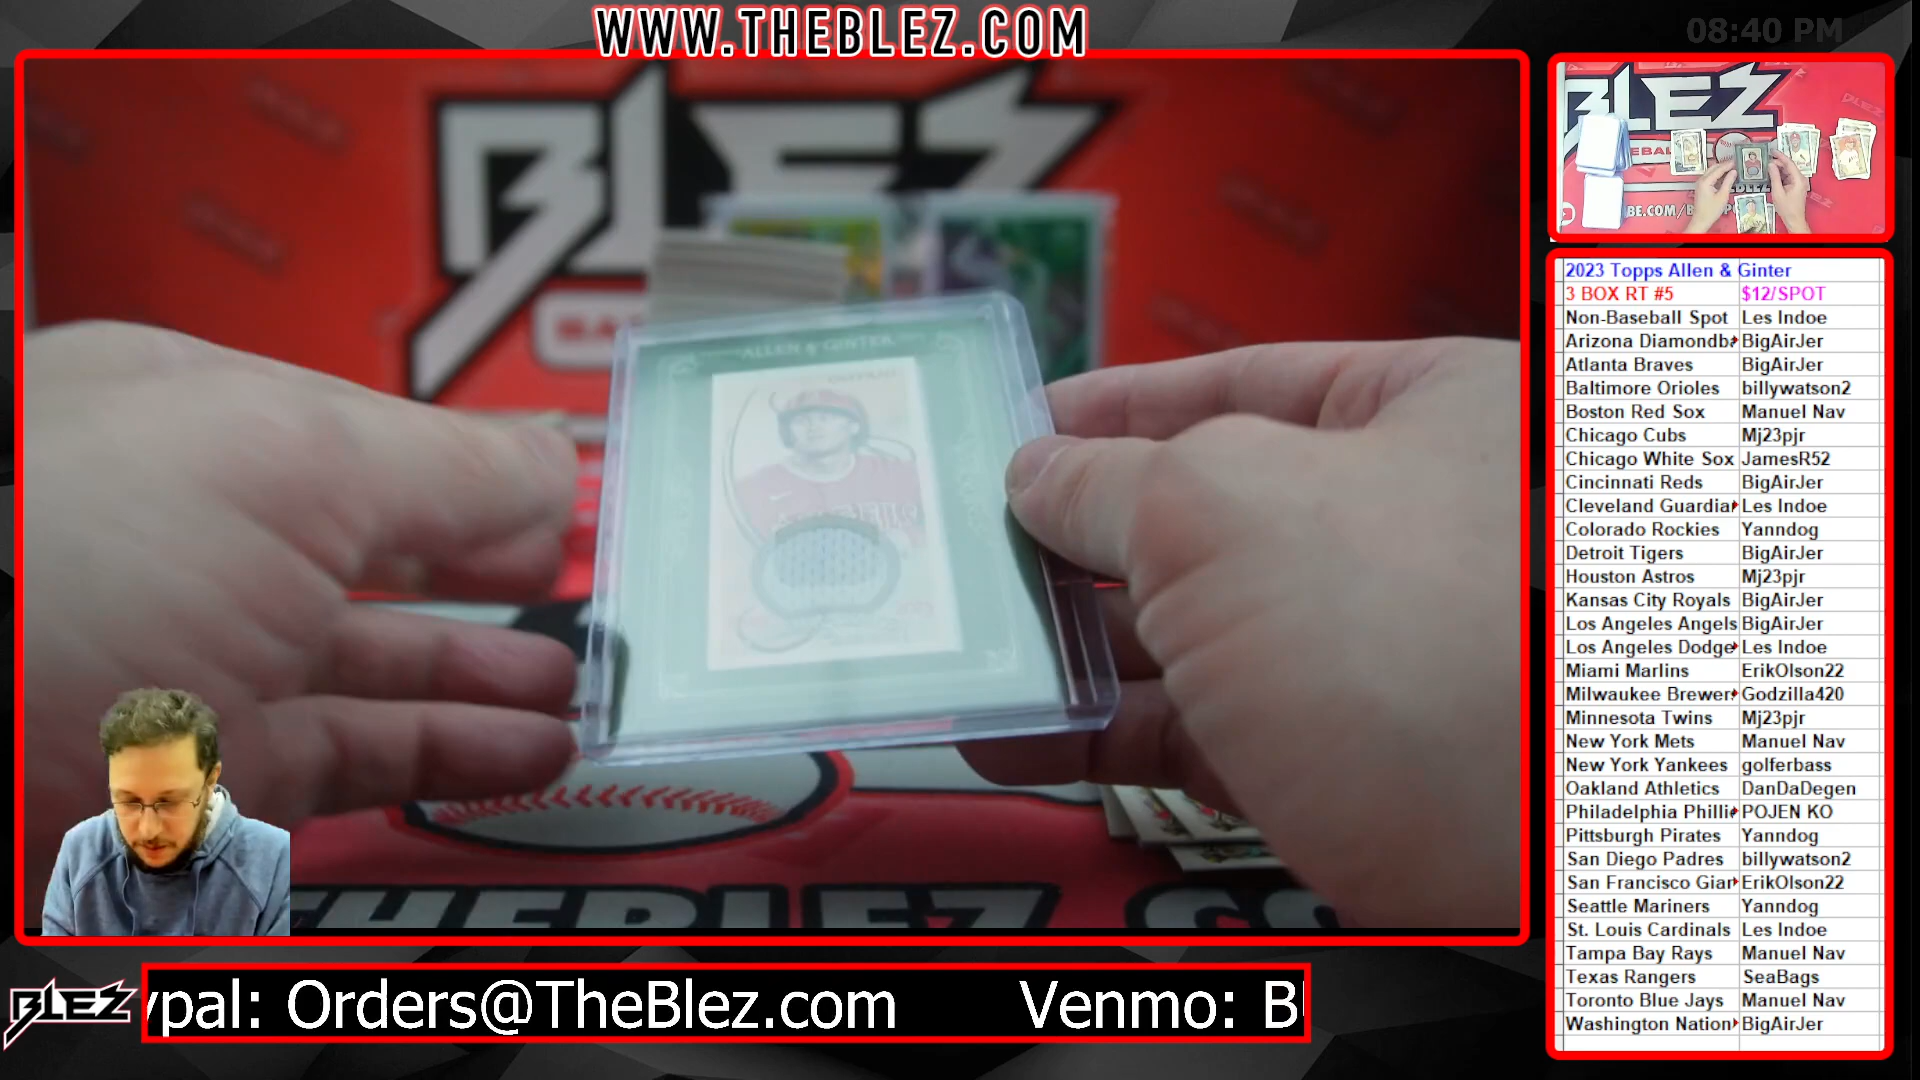 WWW.THEBLEZ.COM
08:40 PM
BLEZ
ALLEN & GINTER
THEBLEZ.CO
BLEZ
ypal: Orders@TheBlez.com Venmo: B
BLEZ
2023 Topps Allen & Ginter
3 BOX RT #5 $12/SPOT
Non-Baseball Spot Les Indoe
Arizona Diamondba BigAirJer
Atlanta Braves BigAirJer
Baltimore Orioles billywatson2
Boston Red Sox Manuel Nav
Chicago Cubs Mj23pjr
Chicago White Sox JamesR52
Cincinnati Reds BigAirJer
Cleveland Guardia Les Indoe
Colorado Rockies Yanndog
Detroit Tigers BigAirJer
Houston Astros Mj23pjr
Kansas City Royals BigAirJer
Los Angeles Angels BigAirJer
Los Angeles Dodge Les Indoe
Miami Marlins ErikOlson22
Milwaukee Brewer Godzilla420
Minnesota Twins Mj23pjr
New York Mets Manuel Nav
New York Yankees golferbass
Oakland Athletics DanDaDegen
Philadelphia Philli POJEN KO
Pittsburgh Pirates Yanndog
San Diego Padres billywatson2
San Francisco Gian ErikOlson22
Seattle Mariners Yanndog
St. Louis Cardinals Les Indoe
Tampa Bay Rays Manuel Nav
Texas Rangers SeaBags
Toronto Blue Jays Manuel Nav
Washington Nation BigAirJer